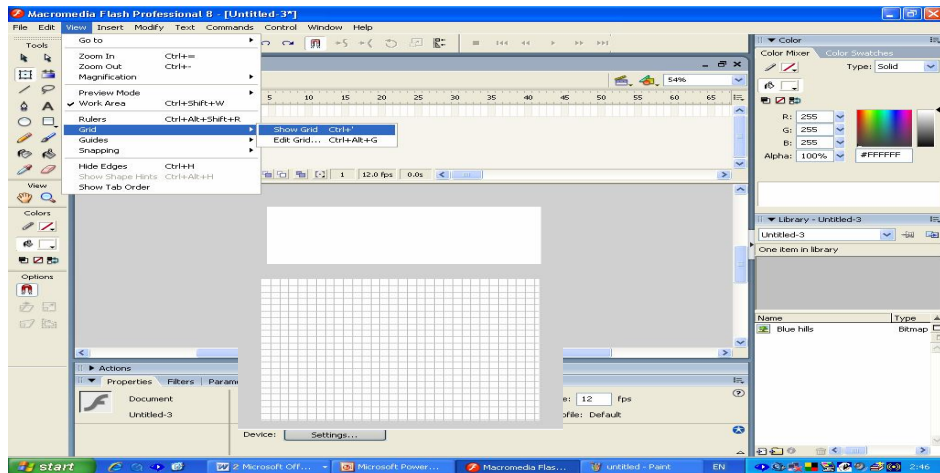 Macromedia Flash Professional 8 - [Untitled-3*]
File Edit View Insert Modify Text Commands Control Window Help
Tools
Go to
Zoom In Ctrl+=
Zoom Out Ctrl+-
Magnification
Preview Mode
Work Area Ctrl+Shift+W
Rulers Ctrl+Alt+Shift+R
Grid
Guides
Snapping
Hide Edges Ctrl+H
Show Shape Hints Ctrl+Alt+H
Show Tab Order
Show Grid Ctrl+'
Edit Grid... Ctrl+Alt+G
54%
5 10 15 20 25 30 35 40 45 50 55 60 65
1 12.0 fps 0.0s
View
Colors
Options
Color
Color Mixer Color Swatches
Type: Solid
R: 255
G: 255
B: 255
Alpha: 100%
#FFFFFF
Library - Untitled-3
Untitled-3
One item in library
Name Type
Blue hills Bitmap
Actions
Properties Filters
Document
Untitled-3
12 fps
Default
Device: Settings...
start
2 Microsoft Off...
Microsoft Power...
Macromedia Flas...
untitled - Paint
EN
2:46